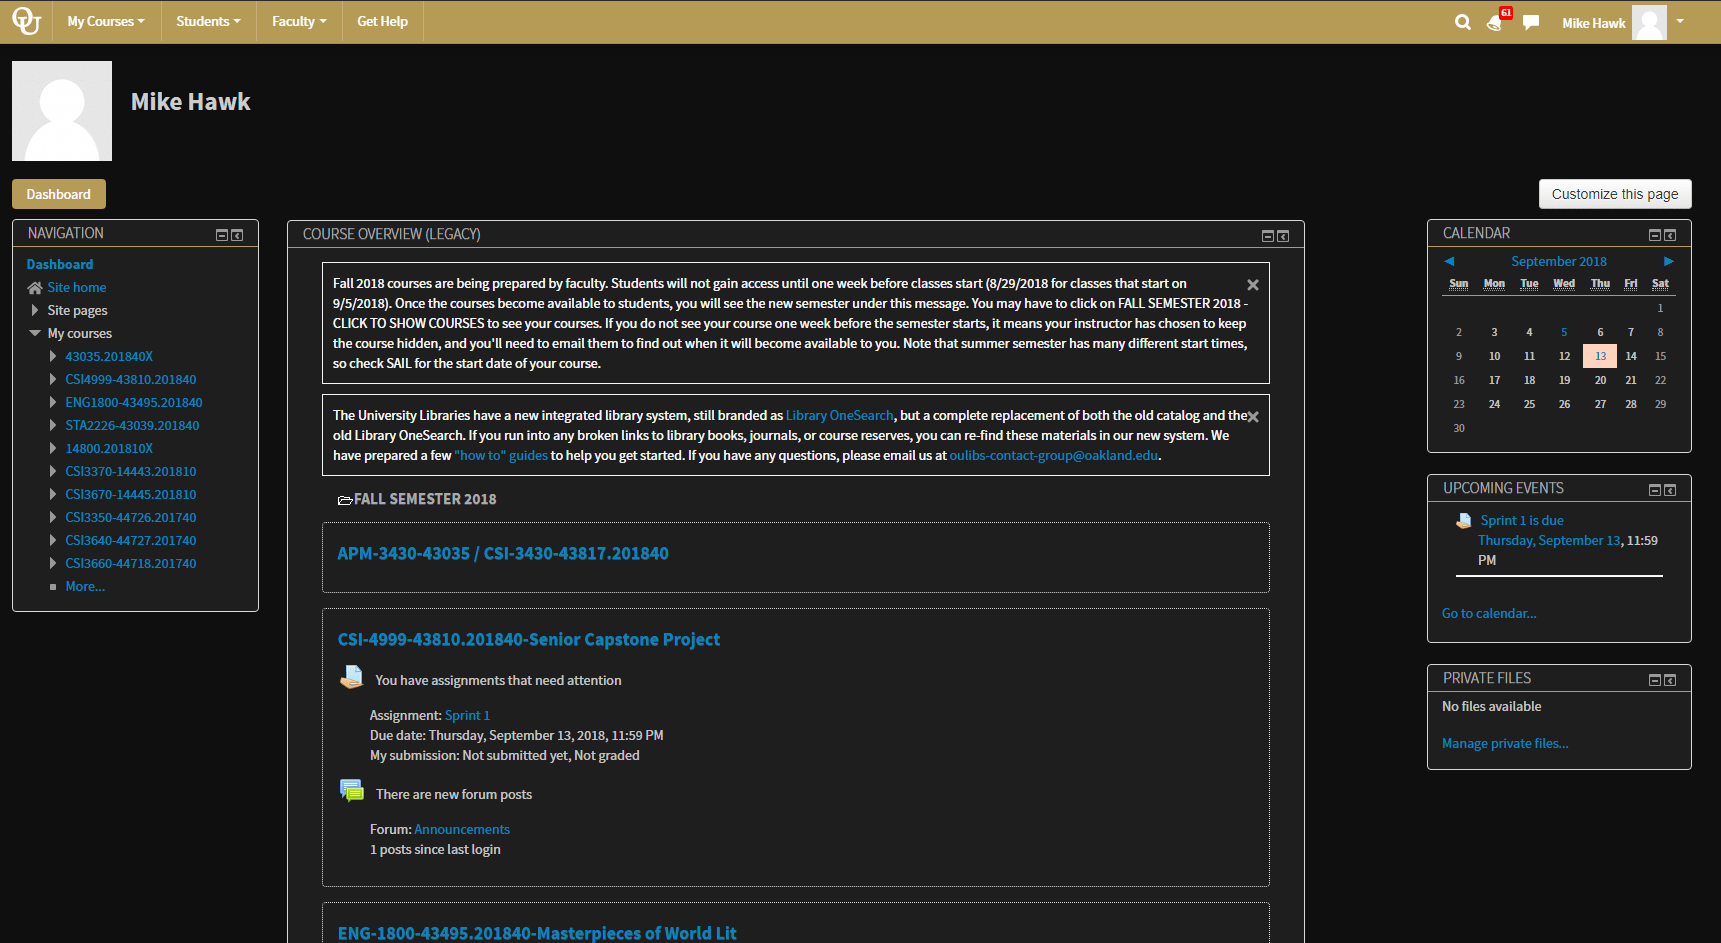 OU
My Courses
Students
Faculty
Get Help
61
Mike Hawk
Mike Hawk
Dashboard
Customize this page
NAVIGATION
Dashboard
Site home
Site pages
My courses
43035.201840X
CSI4999-43810.201840
ENG1800-43495.201840
STA2226-43039.201840
14800.201810X
CSI3370-14443.201810
CSI3670-14445.201810
CSI3350-44726.201740
CSI3640-44727.201740
CSI3660-44718.201740
More...
COURSE OVERVIEW (LEGACY)
Fall 2018 courses are being prepared by faculty. Students will not gain access until one week before classes start (8/29/2018 for classes that start on
9/5/2018). Once the courses become available to students, you will see the new semester under this message. You may have to click on FALL SEMESTER 2018 -
CLICK TO SHOW COURSES to see your courses. If you do not see your course one week before the semester starts, it means your instructor has chosen to keep
the course hidden, and you'll need to email them to find out when it will become available to you. Note that summer semester has many different start times,
so check SAIL for the start date of your course.
The University Libraries have a new integrated library system, still branded as Library OneSearch, but a complete replacement of both the old catalog and the
old Library OneSearch. If you run into any broken links to library books, journals, or course reserves, you can re-find these materials in our new system. We
have prepared a few "how to" guides to help you get started. If you have any questions, please email us at oulibs-contact-group@oakland.edu.
FALL SEMESTER 2018
APM-3430-43035 / CSI-3430-43817.201840
CSI-4999-43810.201840-Senior Capstone Project
You have assignments that need attention
Assignment: Sprint 1
Due date: Thursday, September 13, 2018, 11:59 PM
My submission: Not submitted yet, Not graded
There are new forum posts
Forum: Announcements
1 posts since last login
ENG-1800-43495.201840-Masterpieces of World Lit
CALENDAR
September 2018
Sun Mon Tue Wed Thu Fri Sat
1
2 3 4 5 6 7 8
9 10 11 12 13 14 15
16 17 18 19 20 21 22
23 24 25 26 27 28 29
30
UPCOMING EVENTS
Sprint 1 is due
Thursday, September 13, 11:59
PM
Go to calendar...
PRIVATE FILES
No files available
Manage private files...